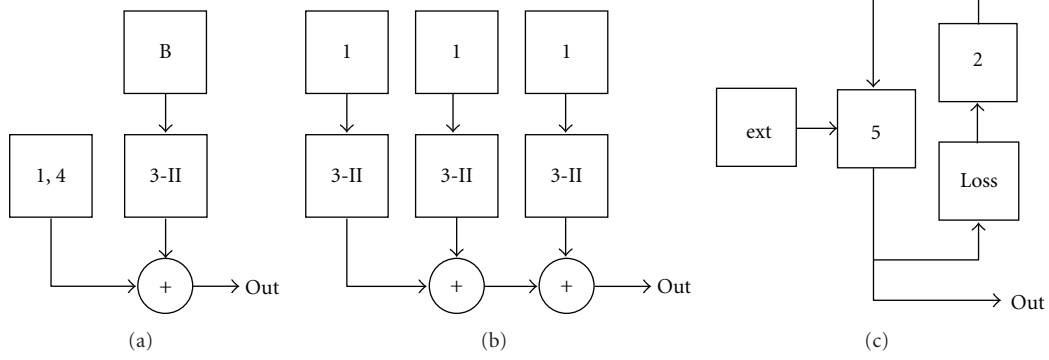 B
1, 4
3-II
+
Out
(a)
1
1
1
3-II
3-II
3-II
+
+
Out
(b)
2
ext
5
Loss
Out
(c)